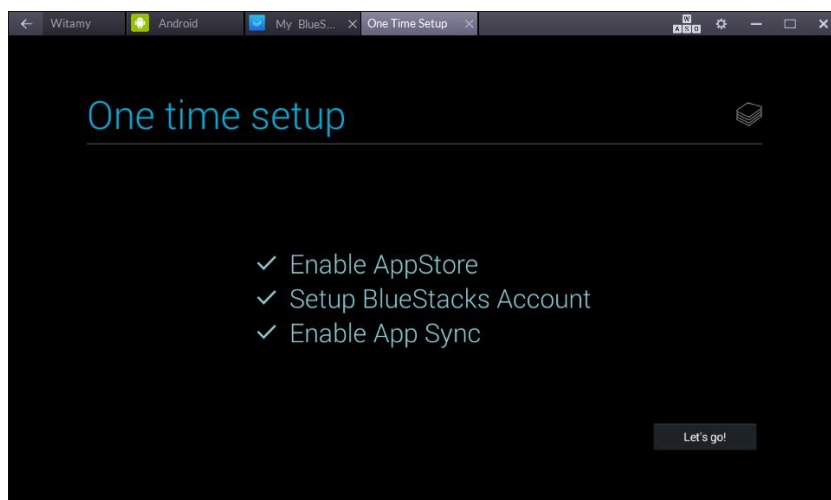 Witamy Android My BlueS... One Time Setup
W
A S D
One time setup
Enable AppStore
Setup BlueStacks Account
Enable App Sync
Let's go!